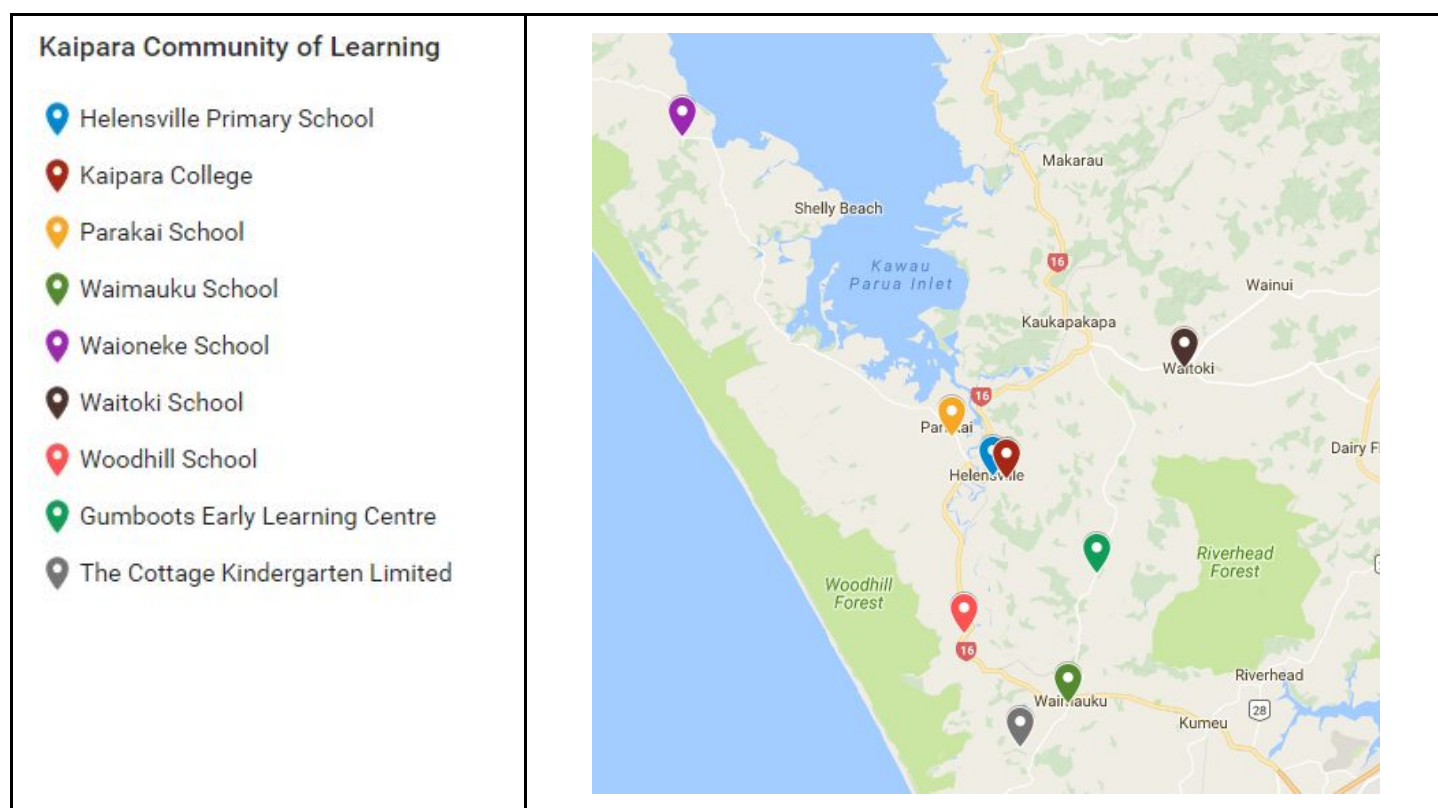 Kaipara Community of Learning
Helensville Primary School
Kaipara College
Parakai School
Waimauku School
Waioneke School
Waitoki School
Woodhill School
Gumboots Early Learning Centre
The Cottage Kindergarten Limited
Makarau
Shelly Beach
Kawau
Parua Inlet
16
Wainui
Kaukapakapa
Waitoki
16
Parakai
Dairy Fl
Helensville
Riverhead
Forest
Woodhill
Forest
16
Riverhead
Waimauku
28
Kumeu